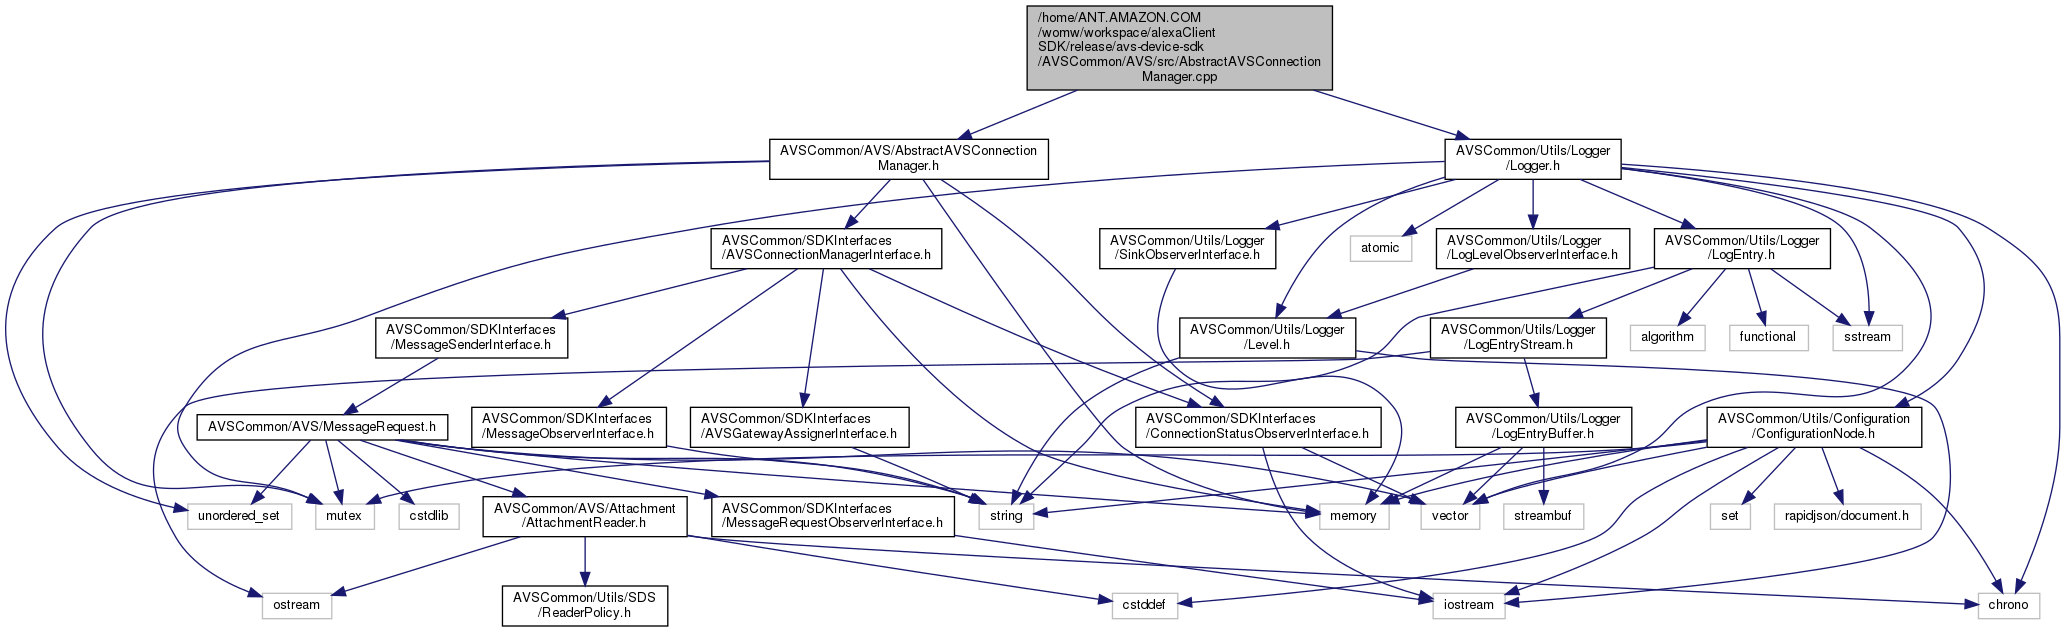 /home/ANT.AMAZON.COM
/womw/workspace/alexaClient
SDK/release/avs-device-sdk
/AVSCommon/AVS/src/AbstractAVSConnection
Manager.cpp
AVSCommon/AVS/AbstractAVSConnection
Manager.h
AVSCommon/Utils/Logger
/Logger.h
AVSCommon/SDKInterfaces
/AVSConnectionManagerInterface.h
AVSCommon/Utils/Logger
/SinkObserverInterface.h
atomic
AVSCommon/Utils/Logger
/LogLevelObserverInterface.h
AVSCommon/Utils/Logger
/LogEntry.h
AVSCommon/SDKInterfaces
/MessageSenderInterface.h
AVSCommon/Utils/Logger
/Level.h
AVSCommon/Utils/Logger
/LogEntryStream.h
algorithm
functional
sstream
AVSCommon/AVS/MessageRequest.h
AVSCommon/SDKInterfaces
/MessageObserverInterface.h
AVSCommon/SDKInterfaces
/AVSGatewayAssignerInterface.h
AVSCommon/SDKInterfaces
/ConnectionStatusObserverInterface.h
AVSCommon/Utils/Logger
/LogEntryBuffer.h
AVSCommon/Utils/Configuration
/ConfigurationNode.h
unordered_set
mutex
cstdlib
AVSCommon/AVS/Attachment
/AttachmentReader.h
AVSCommon/SDKInterfaces
/MessageRequestObserverInterface.h
string
memory
vector
streambuf
set
rapidjson/document.h
ostream
AVSCommon/Utils/SDS
/ReaderPolicy.h
cstddef
iostream
chrono